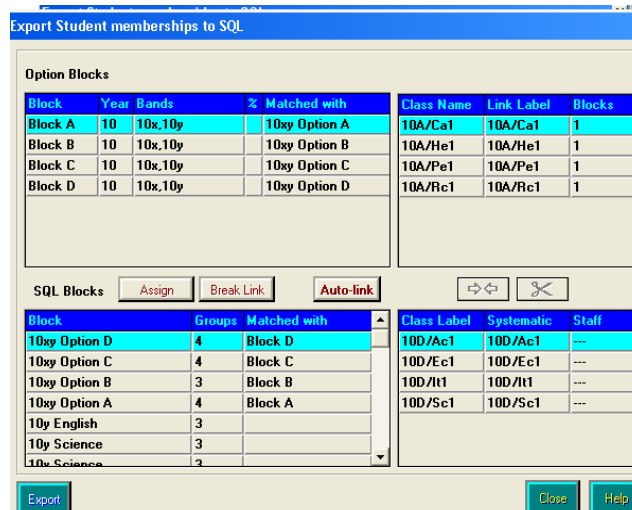 Export Student memberships to SQL
Option Blocks
Block Year Bands % Matched with
Block A 10 10x,10y 10xy Option A
Block B 10 10x,10y 10xy Option B
Block C 10 10x,10y 10xy Option C
Block D 10 10x,10y 10xy Option D
Class Name Link Label Blocks
10A/Ca1 10A/Ca1 1
10A/He1 10A/He1 1
10A/Pe1 10A/Pe1 1
10A/Rc1 10A/Rc1 1
SQL Blocks Assign Break Link Auto-link
Block Groups Matched with
10xy Option D 4 Block D
10xy Option C 4 Block C
10xy Option B 3 Block B
10xy Option A 4 Block A
10y English 3
10y Science 3
10y Science 3
Class Label Systematic Staff
10D/Ac1 10D/Ac1 ---
10D/Ec1 10D/Ec1 ---
10D/It1 10D/It1 ---
10D/Sc1 10D/Sc1 ---
Export Close Help